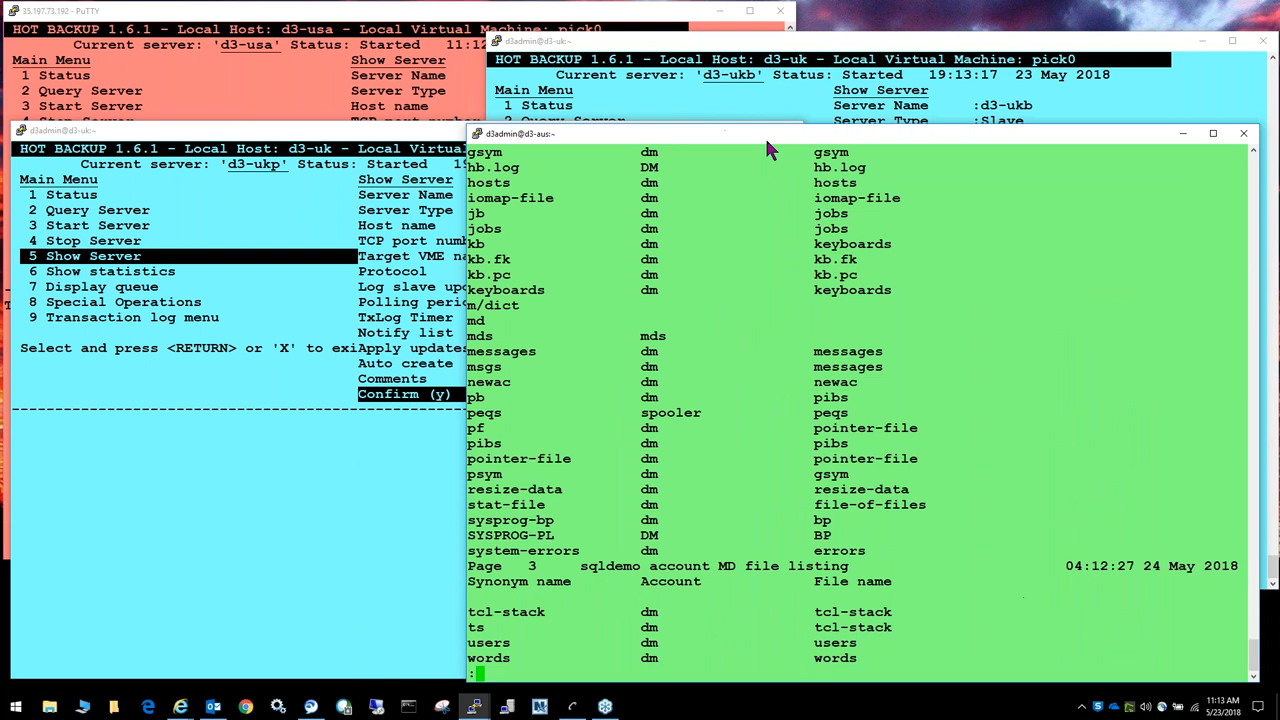 35.197.73.192 - PuTTY
HOT BACKUP 1.6.1 - Local Host: d3-usa - Local Virtual Machine: pick0
Current server: 'd3-usa' Status: Started 11:12
Main Menu Show Server
1 Status Server Name
2 Query Server Server Type
3 Start Server Host name
d3admin@d3-uk:~
HOT BACKUP 1.6.1 - Local Host: d3-uk - Local Virtual Machine: pick0
Current server: 'd3-ukb' Status: Started 19:13:17 23 May 2018
Main Menu Show Server
1 Status Server Name :d3-ukb
2 Query Server Server Type :Slave
d3admin@d3-uk:~
HOT BACKUP 1.6.1 - Local Host: d3-uk - Local Virtua
Current server: 'd3-ukp' Status: Started 19
Main Menu Show Server
1 Status Server Name
2 Query Server Server Type
3 Start Server Host name
4 Stop Server TCP port numb
5 Show Server Target VME na
6 Show statistics Protocol
7 Display queue Log slave upd
8 Special Operations Polling peri
9 Transaction log menu TxLog Timer
Notify list
Select and press <RETURN> or 'X' to exi Apply updates
Auto create
Comments
Confirm (y)
d3admin@d3-aus:~
gsym dm gsym
hb.log DM hb.log
hosts dm hosts
iomap-file dm iomap-file
jb dm jobs
jobs dm jobs
kb dm keyboards
kb.fk dm kb.fk
kb.pc dm kb.pc
keyboards dm keyboards
m/dict
md
mds mds
messages dm messages
msgs dm messages
newac dm newac
pb dm pibs
peqs spooler peqs
pf dm pointer-file
pibs dm pibs
pointer-file dm pointer-file
psym dm gsym
resize-data dm resize-data
stat-file dm file-of-files
sysprog-bp dm bp
SYSPROG-PL DM BP
system-errors dm errors
Page 3 sqldemo account MD file listing 04:12:27 24 May 2018
Synonym name Account File name
tcl-stack dm tcl-stack
ts dm tcl-stack
users dm users
words dm words
:
11:13 AM
5/23/2018